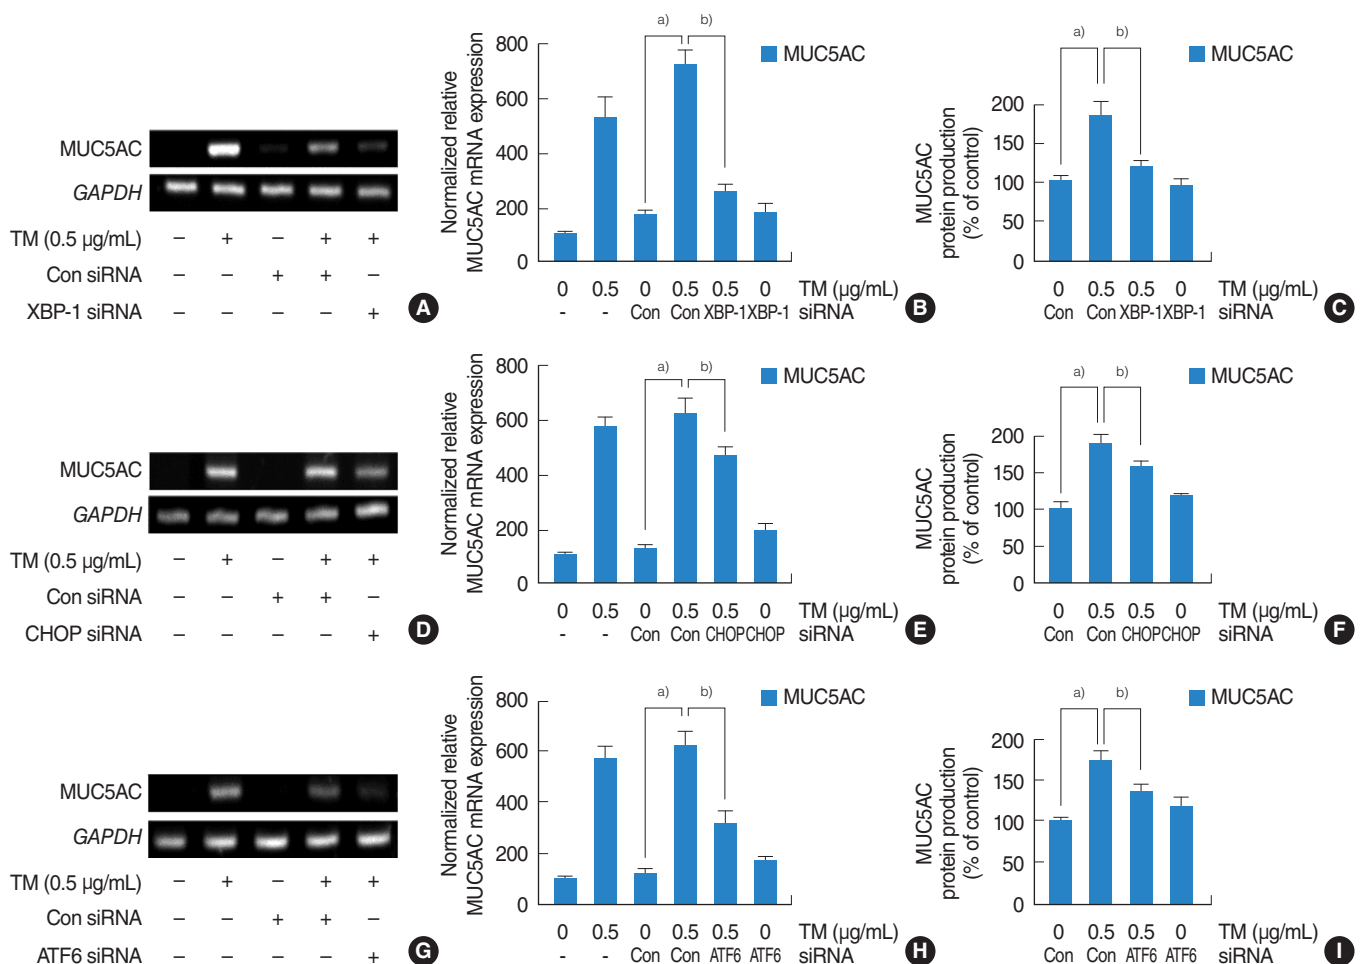 MUC5AC
GAPDH
TM (0.5 µg/mL) – + – + +
Con siRNA – – + + –
XBP-1 siRNA – – – – +
A
Normalized relative
MUC5AC mRNA expression
800
600
400
200
0
a) b)
MUC5AC
0 0.5 0 0.5 0.5 0 TM (µg/mL)
- - Con Con XBP-1 XBP-1 siRNA
B
MUC5AC
protein production
(% of control)
200
150
100
50
0
a) b)
MUC5AC
0 0.5 0.5 0 TM (µg/mL)
Con Con XBP-1 XBP-1 siRNA
C
MUC5AC
GAPDH
TM (0.5 µg/mL) – + – + +
Con siRNA – – + + –
CHOP siRNA – – – – +
D
Normalized relative
MUC5AC mRNA expression
800
600
400
200
0
a) b)
MUC5AC
0 0.5 0 0.5 0.5 0 TM (µg/mL)
- - Con Con CHOP CHOP siRNA
E
MUC5AC
protein production
(% of control)
200
150
100
50
0
a) b)
MUC5AC
0 0.5 0.5 0 TM (µg/mL)
Con Con CHOP CHOP siRNA
F
MUC5AC
GAPDH
TM (0.5 µg/mL) – + – + +
Con siRNA – – + + –
ATF6 siRNA – – – – +
G
Normalized relative
MUC5AC mRNA expression
800
600
400
200
0
a) b)
MUC5AC
0 0.5 0 0.5 0.5 0 TM (µg/mL)
- - Con Con ATF6 ATF6 siRNA
H
MUC5AC
protein production
(% of control)
200
150
100
50
0
a) b)
MUC5AC
0 0.5 0.5 0 TM (µg/mL)
Con Con ATF6 ATF6 siRNA
I